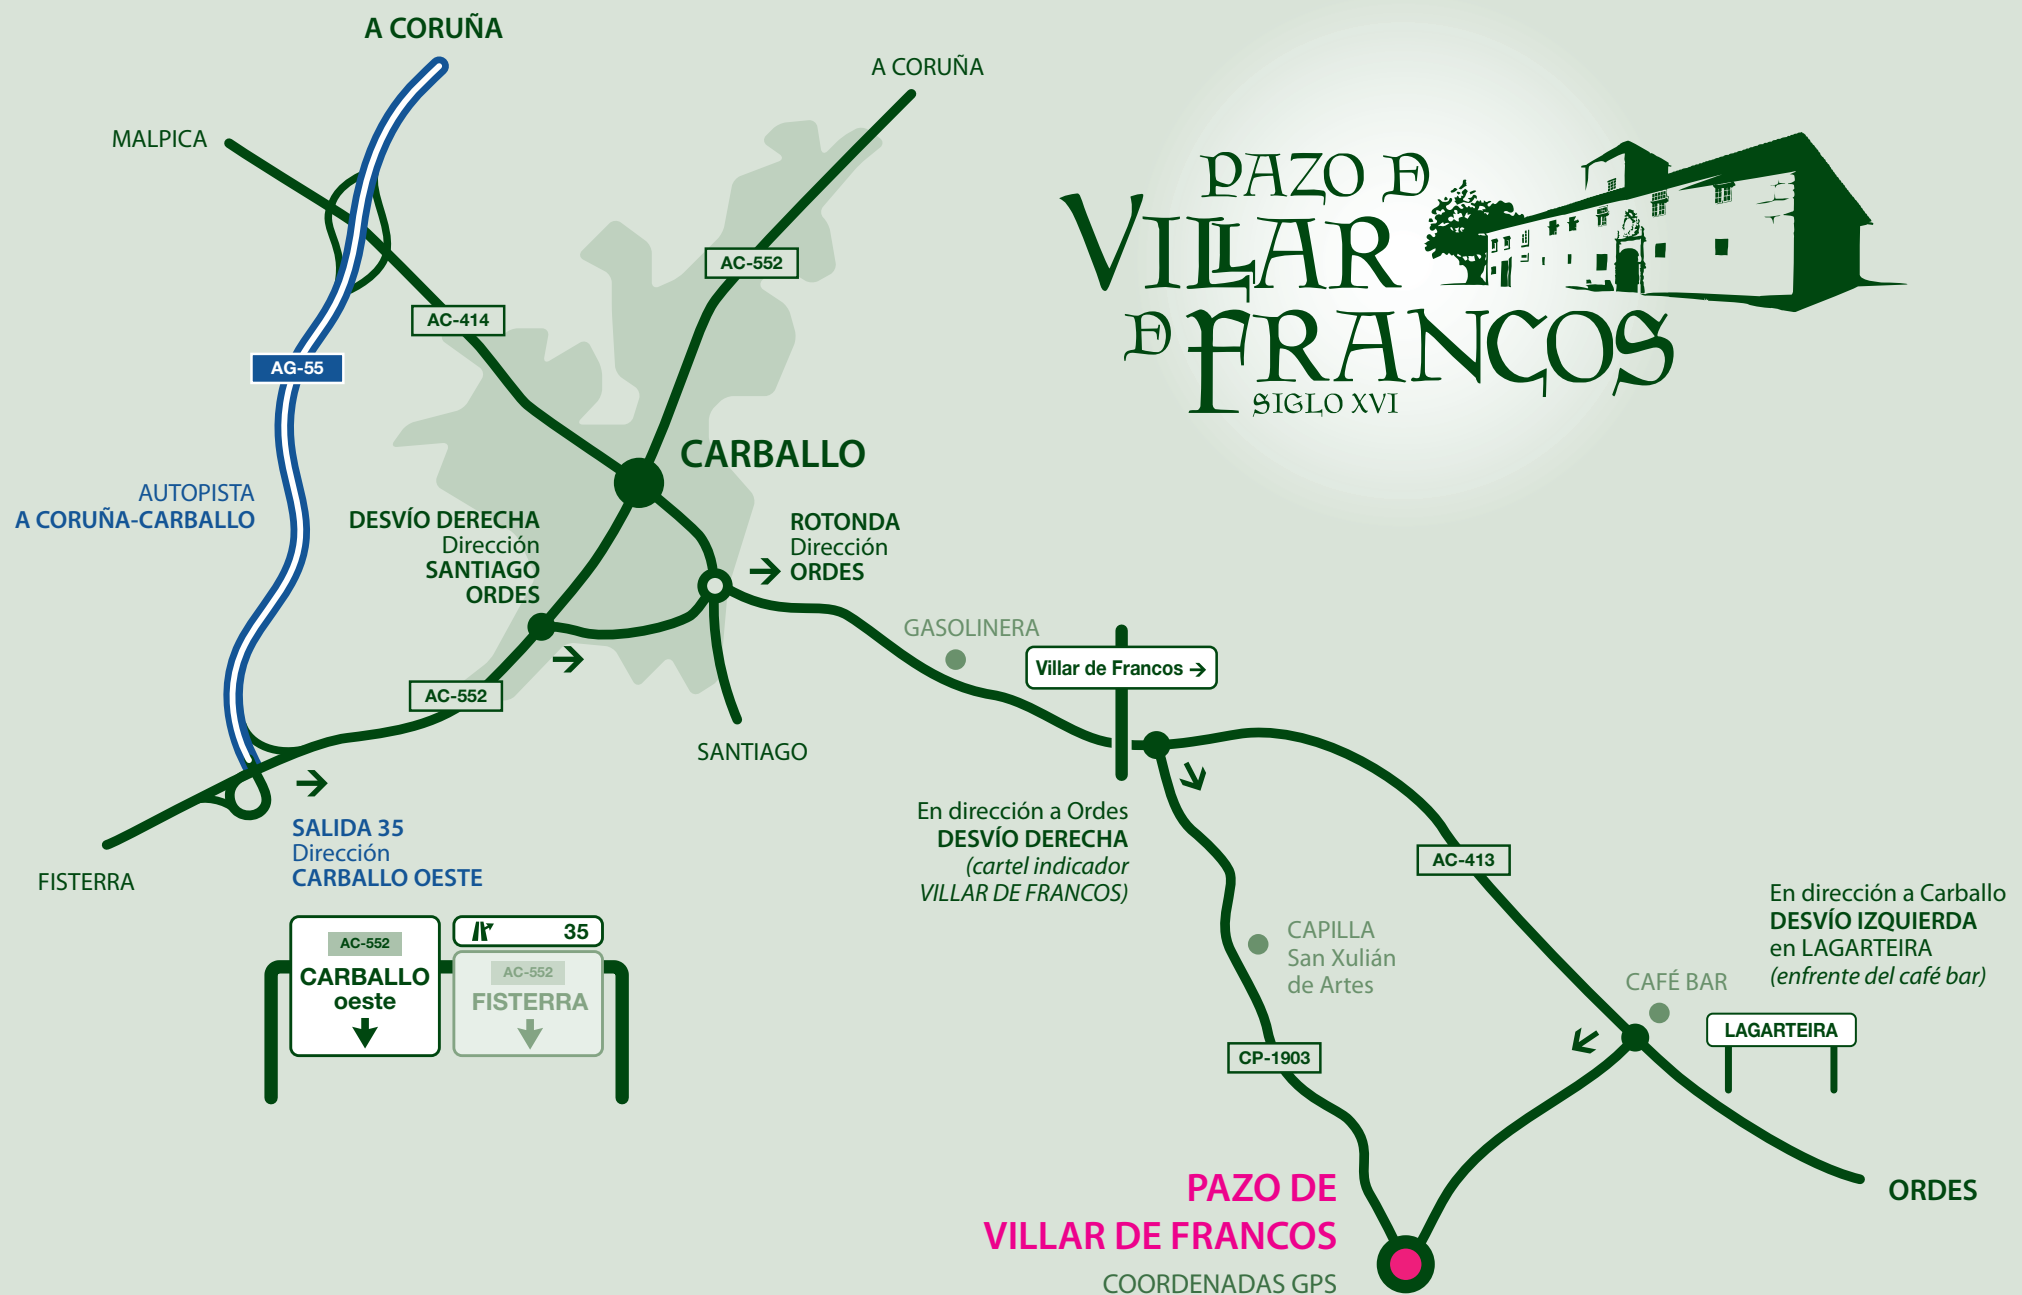 A CORUÑA
A CORUÑA
MALPICA
PAZO DE
VILLAR
DE FRANCOS
SIGLO XVI
AC-552
AC-414
AG-55
CARBALLO
AUTOPISTA
A CORUÑA-CARBALLO
DESVÍO DERECHA
Dirección
SANTIAGO
ORDES
ROTONDA
Dirección
ORDES
GASOLINERA
Villar de Francos →
AC-552
SANTIAGO
En dirección a Ordes
DESVÍO DERECHA
(cartel indicador
VILLAR DE FRANCOS)
SALIDA 35
Dirección
CARBALLO OESTE
FISTERRA
AC-552
CARBALLO
oeste
35
AC-552
FISTERRA
AC-413
En dirección a Carballo
DESVÍO IZQUIERDA
en LAGARTEIRA
(enfrente del café bar)
CAPILLA
San Xulián
de Artes
CAFÉ BAR
LAGARTEIRA
CP-1903
ORDES
PAZO DE
VILLAR DE FRANCOS
COORDENADAS GPS